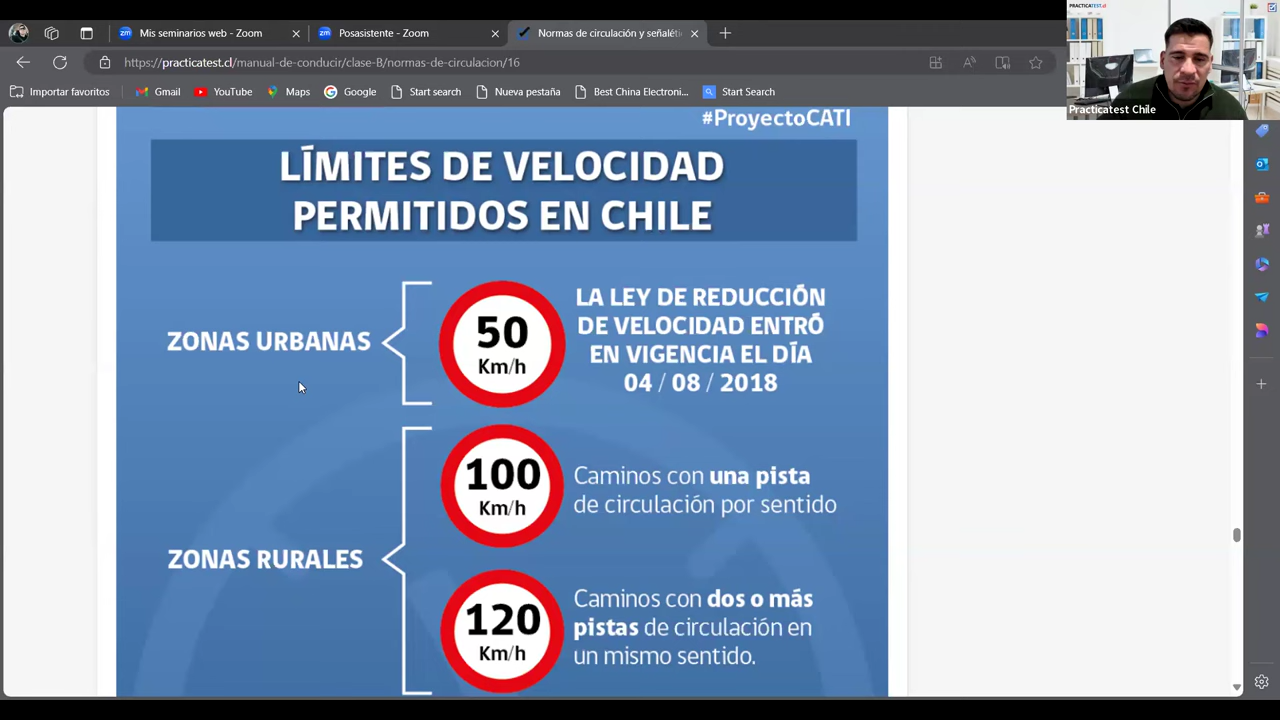 Mis seminarios web - Zoom
Posasistente - Zoom
Normas de circulación y señaléti
https://practicatest.cl/manual-de-conducir/clase-B/normas-de-circulacion/16
Importar favoritos
Gmail
YouTube
Maps
Google
Start search
Nueva pestaña
Best China Electroni...
Start Search
PRACTICATEST.cl
Practicatest Chile
#ProyectoCATI
LÍMITES DE VELOCIDAD
PERMITIDOS EN CHILE
ZONAS URBANAS
50
Km/h
LA LEY DE REDUCCIÓN
DE VELOCIDAD ENTRÓ
EN VIGENCIA EL DÍA
04 / 08 / 2018
ZONAS RURALES
100
Km/h
Caminos con una pista
de circulación por sentido
120
Km/h
Caminos con dos o más
pistas de circulación en
un mismo sentido.